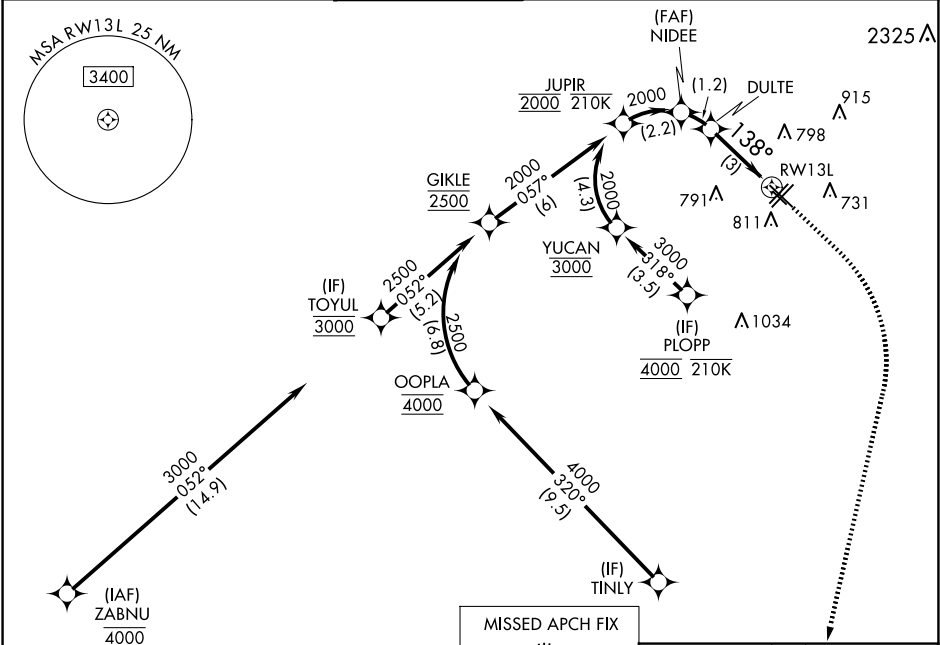 MSA RW13L 25 NM
3400
(FAF)
NIDEE
2325
JUPIR
2000 210K
2000
(2.2)
(1.2)
DULTE
915
798
138°
(3)
RW13L
791
731
811
GIKLE
2500
2000
057°
(6)
2000
(4.3)
YUCAN
3000
3000
318°
(3.5)
(IF)
TOYUL
3000
2500
052°
(5.2)
2500
(6.8)
(IF)
PLOPP
4000 210K
1034
OOPLA
4000
3000
052°
(14.9)
4000
320°
(9.5)
(IAF)
ZABNU
4000
(IF)
TINLY
MISSED APCH FIX